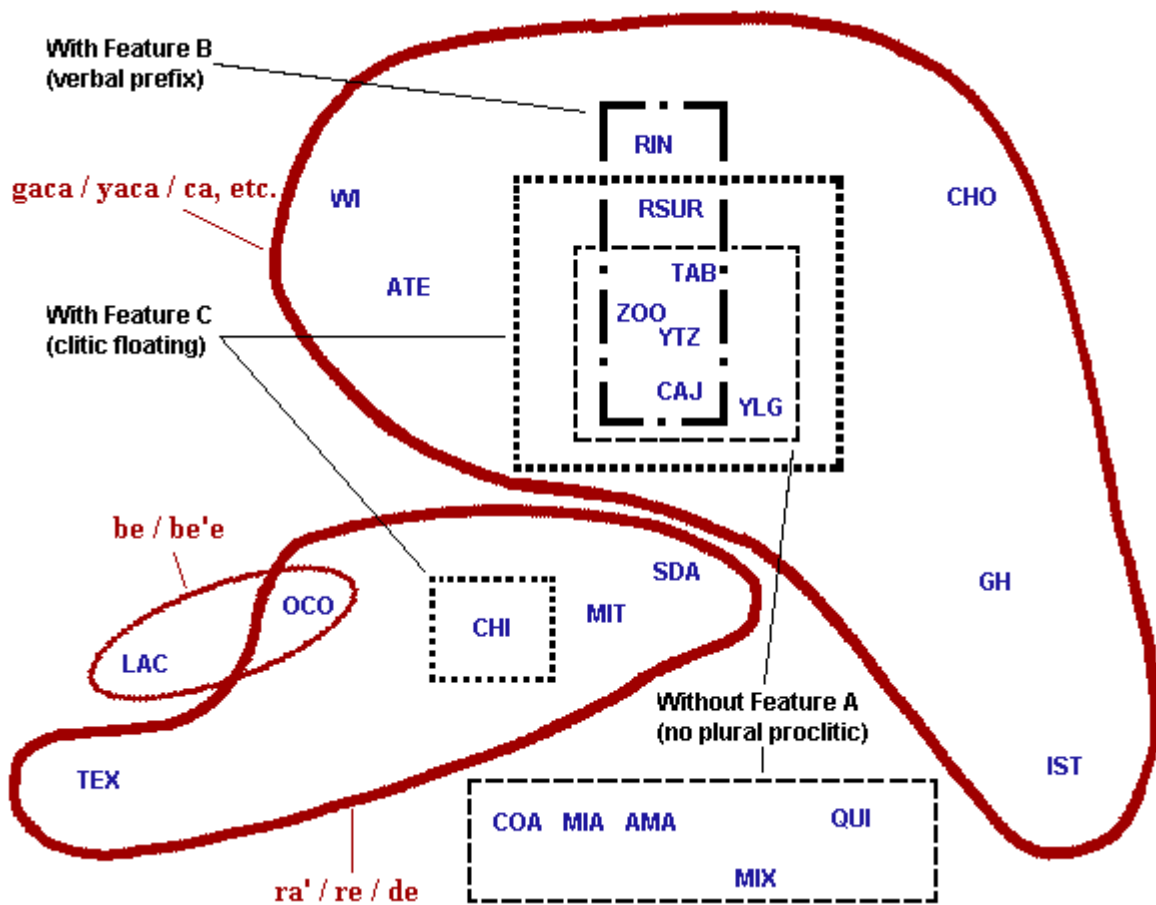 With Feature B
(verbal prefix)
RIN
gaca / yaca / ca, etc.
WI
RSUR
CHO
ATE
TAB
With Feature C
(clitic floating)
ZOO
YTZ
CAJ
YLG
be / be'e
SDA
OCO
MIT
GH
CHI
LAC
Without Feature A
(no plural proclitic)
TEX
IST
COA MIA AMA QUI
MIX
ra' / re / de